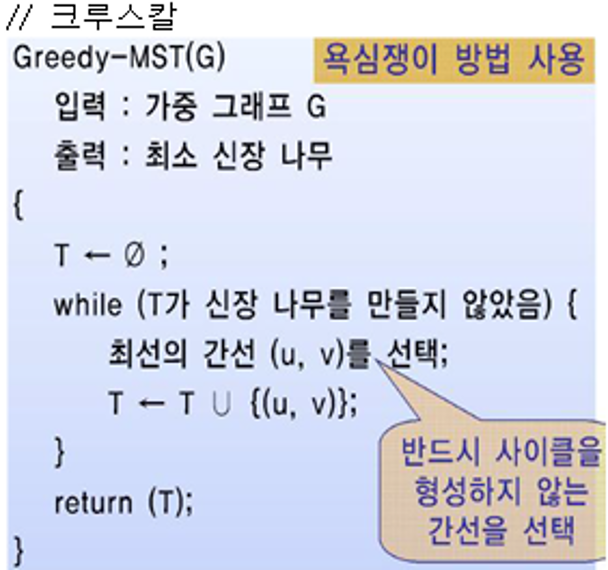 // 크루스칼
Greedy-MST(G)
욕심쟁이 방법 사용
입력 : 가중 그래프 G
출력 : 최소 신장 나무
{
T ← ∅ ;
while (T가 신장 나무를 만들지 않았음) {
최선의 간선 (u, v)를 선택;
T ← T ∪ {(u, v)};
}
return (T);
}
반드시 사이클을
형성하지 않는
간선을 선택